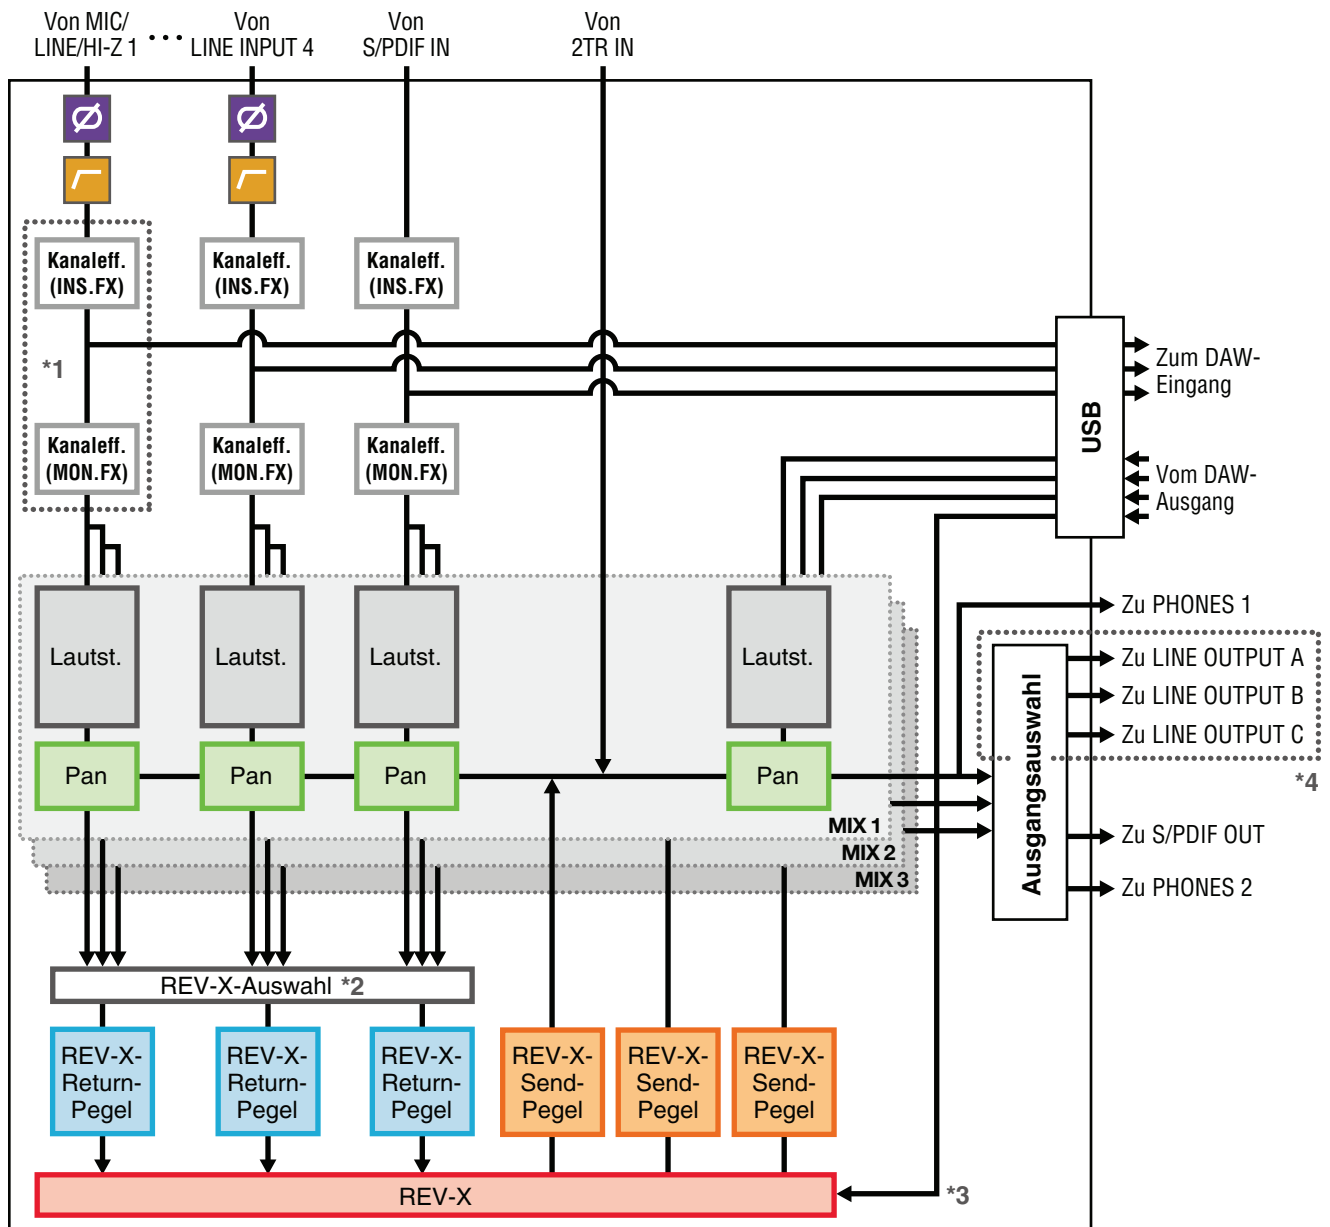 Von MIC/
LINE/HI-Z 1
...
Von
LINE INPUT 4
Von
S/PDIF IN
Von
2TR IN
Kanaleff.
(INS.FX)
Kanaleff.
(INS.FX)
Kanaleff.
(INS.FX)
*1
Zum DAW-
Eingang
USB
Kanaleff.
(MON.FX)
Kanaleff.
(MON.FX)
Kanaleff.
(MON.FX)
Vom DAW-
Ausgang
Zu PHONES 1
Lautst.
Lautst.
Lautst.
Lautst.
Zu LINE OUTPUT A
Zu LINE OUTPUT B
Zu LINE OUTPUT C
*4
Pan
Pan
Pan
Pan
Ausgangsauswahl
MIX 1
MIX 2
MIX 3
Zu S/PDIF OUT
Zu PHONES 2
REV-X-Auswahl *2
REV-X-
Return-
Pegel
REV-X-
Return-
Pegel
REV-X-
Return-
Pegel
REV-X-
Send-
Pegel
REV-X-
Send-
Pegel
REV-X-
Send-
Pegel
REV-X
*3